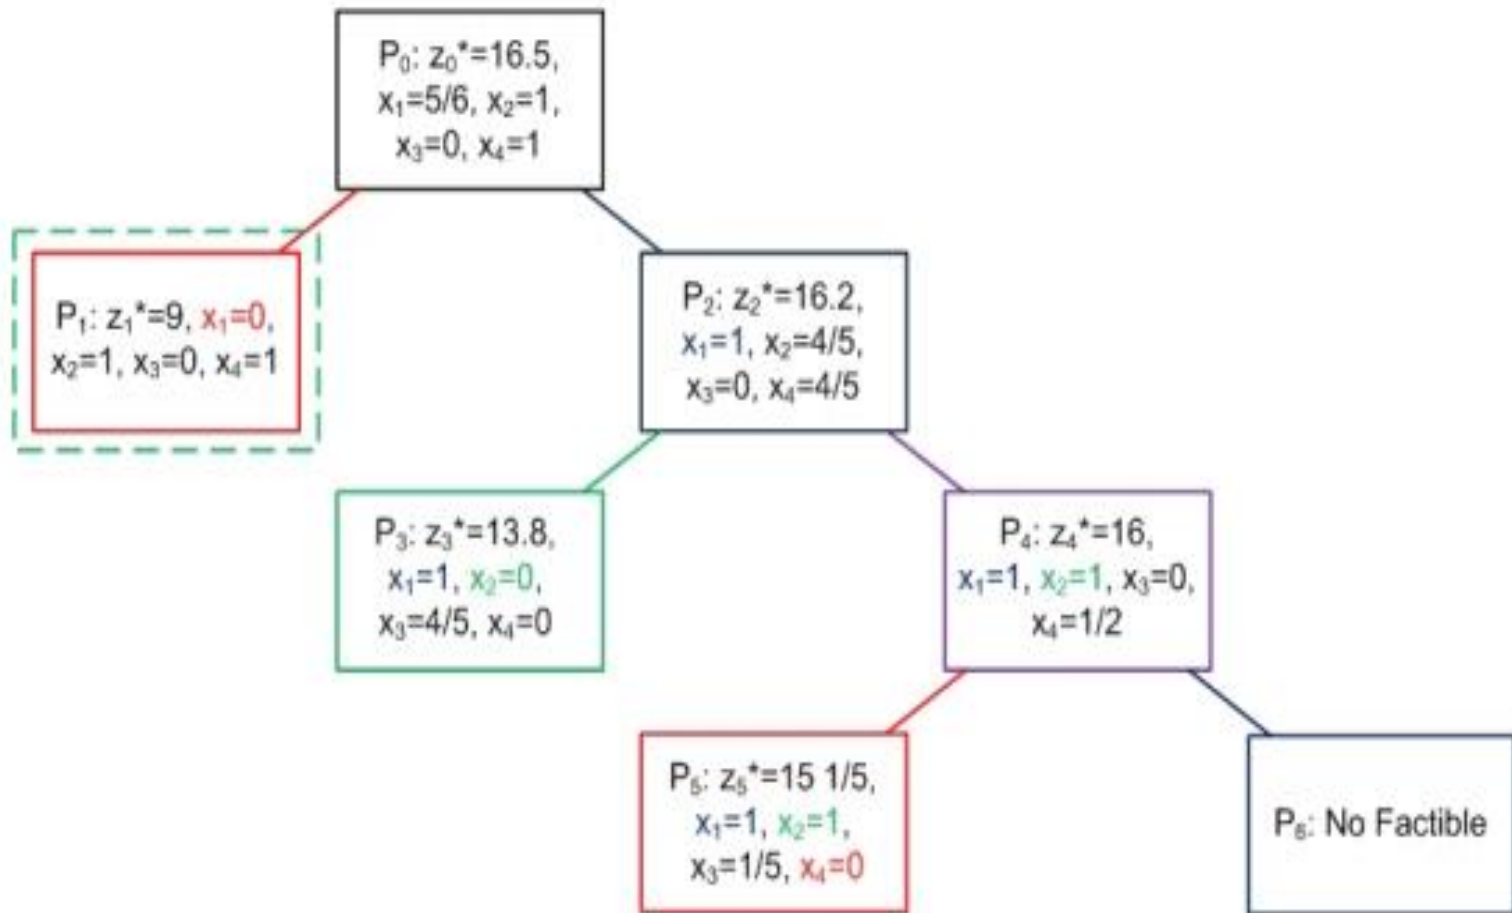 P₀: z₀*=16.5,
x₁=5/6, x₂=1,
x₃=0, x₄=1
P₁: z₁*=9, x₁=0,
x₂=1, x₃=0, x₄=1
P₂: z₂*=16.2,
x₁=1, x₂=4/5,
x₃=0, x₄=4/5
P₃: z₃*=13.8,
x₁=1, x₂=0,
x₃=4/5, x₄=0
P₄: z₄*=16,
x₁=1, x₂=1, x₃=0,
x₄=1/2
P₅: z₅*=15 1/5,
x₁=1, x₂=1,
x₃=1/5, x₄=0
P₆: No Factible